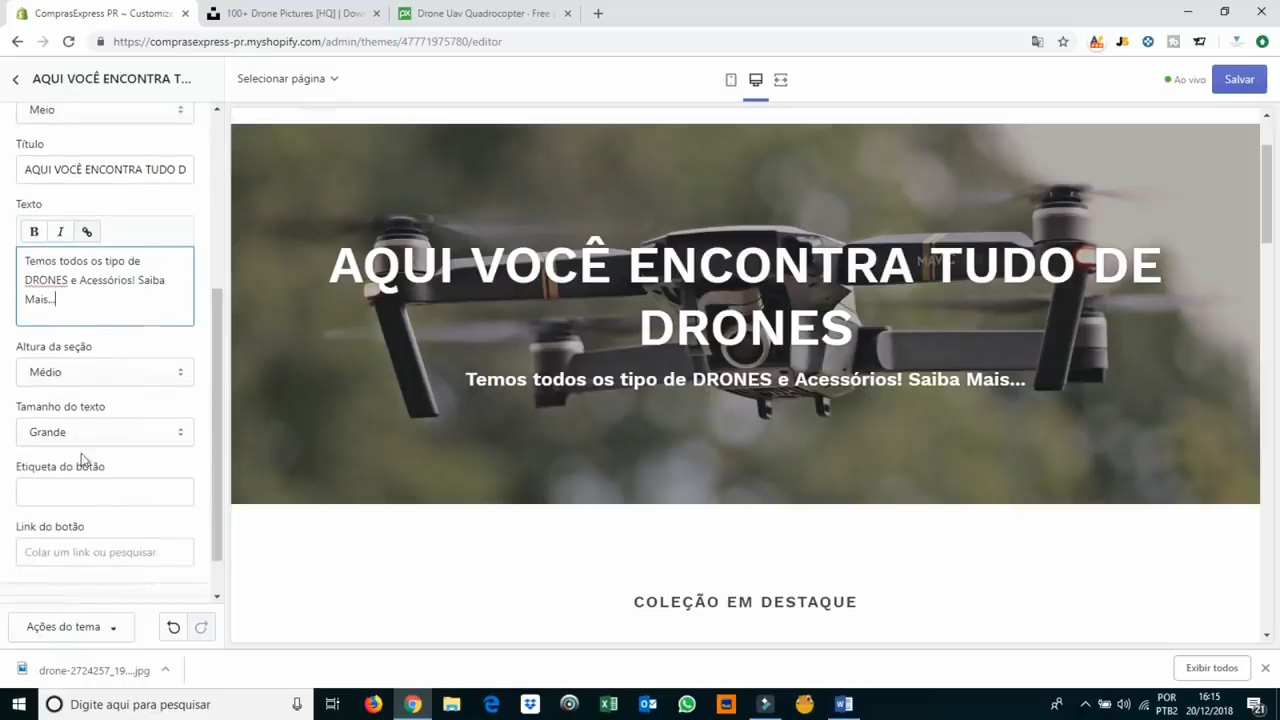 ComprasExpress PR ~ Customize
100+ Drone Pictures [HQ] | Dow
Drone Uav Quadrocopter - Free
https://comprasexpress-pr.myshopify.com/admin/themes/47771975780/editor
AQUI VOCÊ ENCONTRA T...
Selecionar página
Ao vivo
Salvar
Meio
Título
AQUI VOCÊ ENCONTRA TUDO D
Texto
B I
Temos todos os tipo de
DRONES e Acessórios! Saiba
Mais...
Altura da seção
Médio
Tamanho do texto
Grande
Etiqueta do botão
Link do botão
Colar um link ou pesquisar
Ações do tema
MAVIC
AQUI VOCÊ ENCONTRA TUDO DE
DRONES
Temos todos os tipo de DRONES e Acessórios! Saiba Mais...
COLEÇÃO EM DESTAQUE
drone-2724257_19....jpg
Exibir todos
Digite aqui para pesquisar
POR
PTB2
16:15
20/12/2018
21